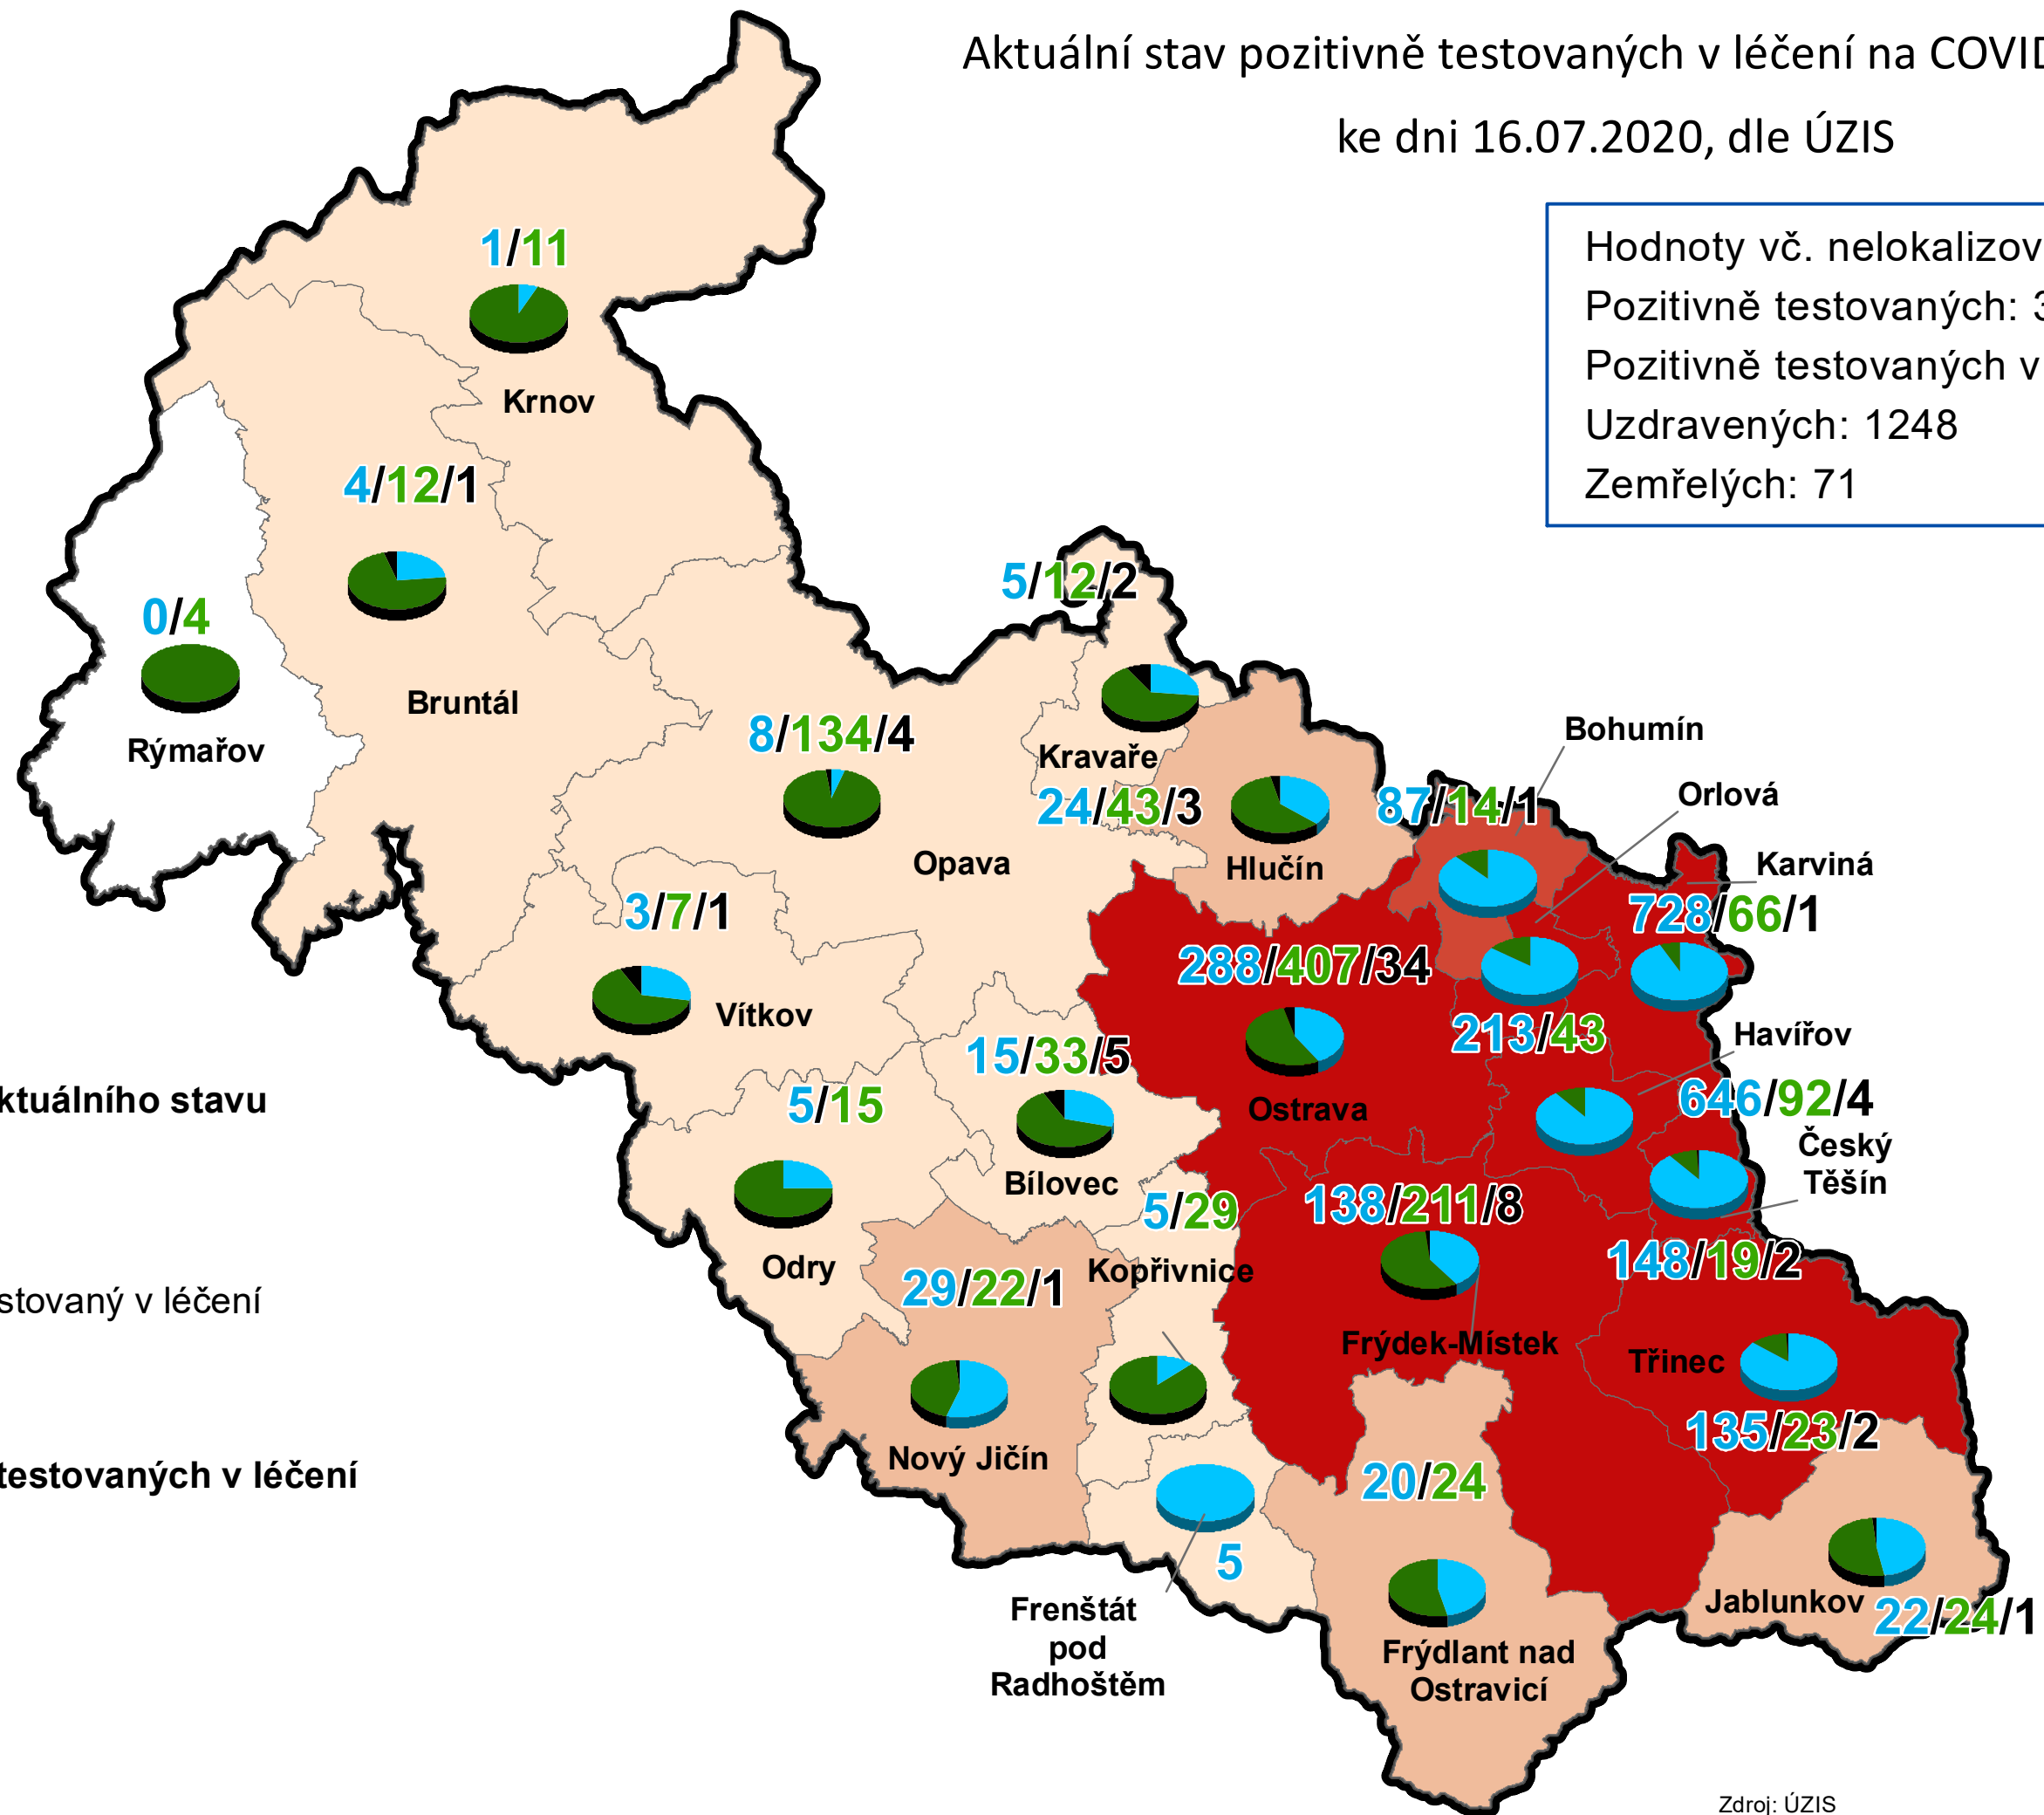 Aktuální stav pozitivně testovaných v léčení na COVID
ke dni 16.07.2020, dle ÚZIS
Hodnoty vč. nelokalizov
Pozitivně testovaných: 3
Pozitivně testovaných v
Uzdravených: 1248
Zemřelých: 71
1/11
Krnov
4/12/1
Bruntál
0/4
Rýmařov
5/12/2
Kravaře
8/134/4
Opava
24/43/3
Hlučín
Bohumín
87/14/1
Orlová
213/43
Karviná
728/66/1
3/7/1
Vítkov
288/407/34
Ostrava
Havířov
646/92/4
Český
Těšín
148/19/2
15/33/5
Bílovec
5/15
Odry
5/29
Kopřivnice
138/211/8
Frýdek-Místek
29/22/1
Nový Jičín
Třinec
135/23/2
20/24
Frýdlant nad
Ostravicí
5
Frenštát
pod
Radhoštěm
Jablunkov
22/24/1
ktuálního stavu
stovaný v léčení
testovaných v léčení
Zdroj: ÚZIS